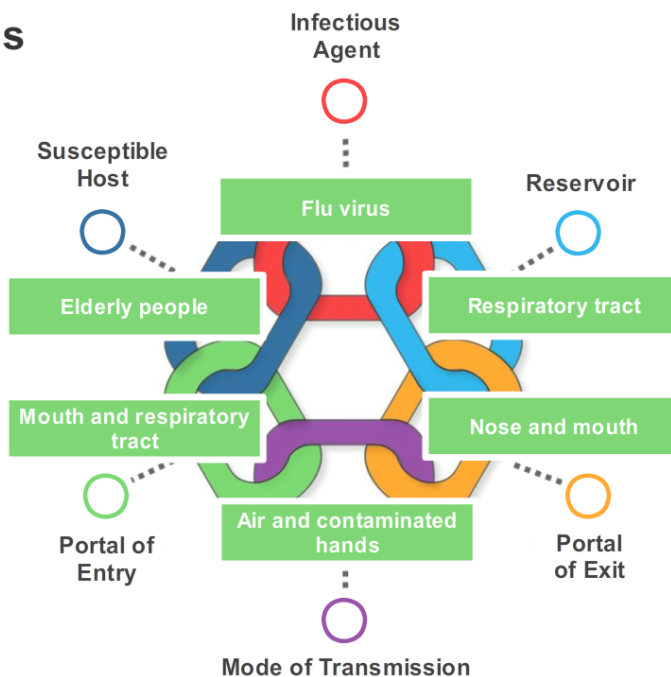 s
Infectious
Agent
Susceptible
Host
Reservoir
Flu virus
Elderly people
Respiratory tract
Mouth and respiratory
tract
Nose and mouth
Air and contaminated
hands
Portal of
Entry
Portal
of Exit
Mode of Transmission